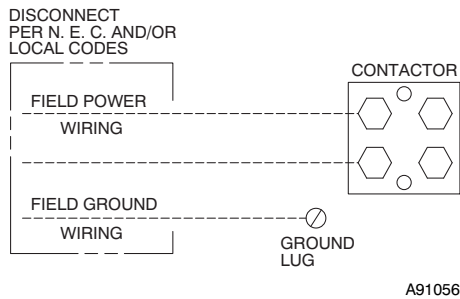 DISCONNECT
PER N. E. C. AND/OR
LOCAL CODES
CONTACTOR
FIELD POWER
WIRING
FIELD GROUND
WIRING
GROUND
LUG
A91056